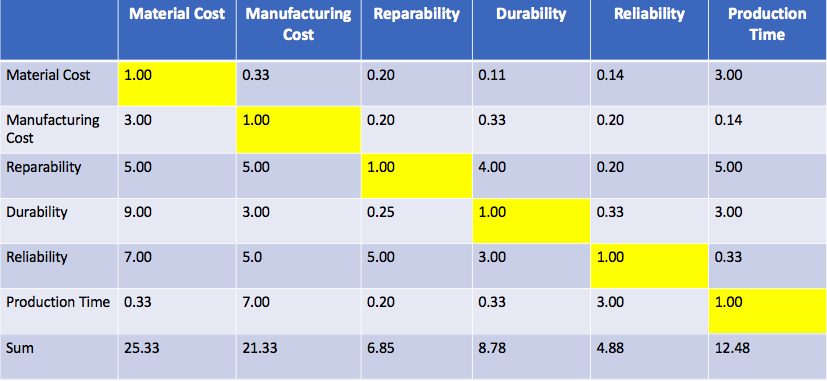 Material Cost Manufacturing Cost Reparability Durability Reliability Production Time
Material Cost 1.00 0.33 0.20 0.11 0.14 3.00
Manufacturing Cost 3.00 1.00 0.20 0.33 0.20 0.14
Reparability 5.00 5.00 1.00 4.00 0.20 5.00
Durability 9.00 3.00 0.25 1.00 0.33 3.00
Reliability 7.00 5.0 5.00 3.00 1.00 0.33
Production Time 0.33 7.00 0.20 0.33 3.00 1.00
Sum 25.33 21.33 6.85 8.78 4.88 12.48